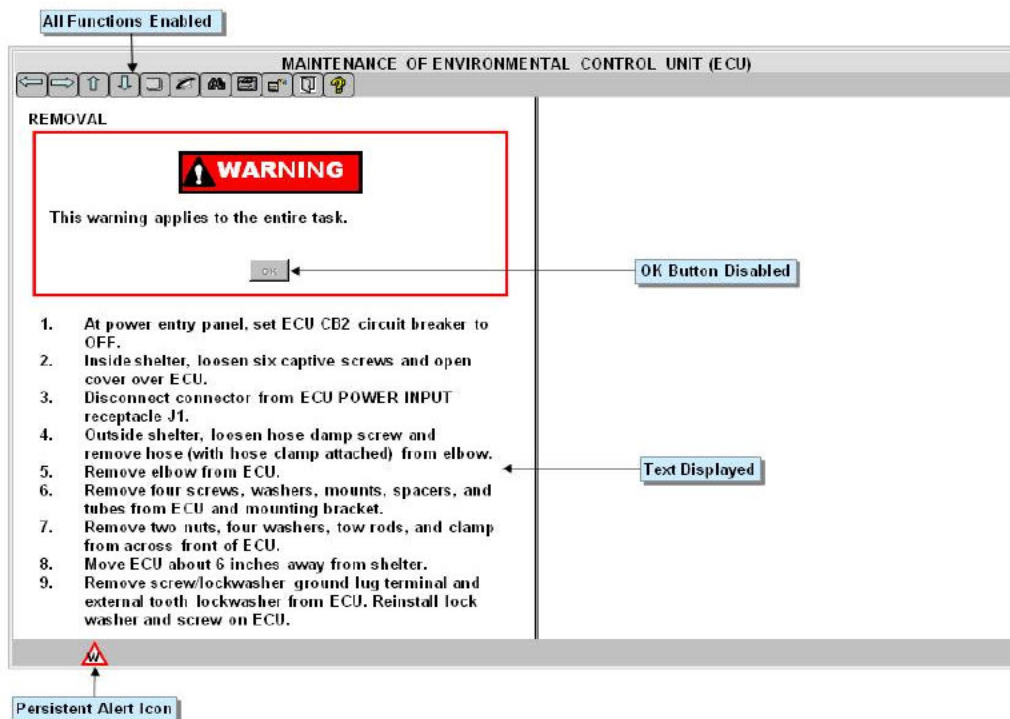 All Functions Enabled
MAINTENANCE OF ENVIRONMENTAL CONTROL UNIT (ECU)
REMOVAL
WARNING
This warning applies to the entire task.
OK
OK Button Disabled
1. At power entry panel, set ECU CB2 circuit breaker to
OFF.
2. Inside shelter, loosen six captive screws and open
cover over ECU.
3. Disconnect connector from ECU POWER INPUT
receptacle J1.
4. Outside shelter, loosen hose damp screw and
remove hose (with hose clamp attached) from elbow.
5. Remove elbow from ECU.
Text Displayed
6. Remove four screws, washers, mounts, spacers, and
tubes from ECU and mounting bracket.
7. Remove two nuts, four washers, tow rods, and clamp
from across front of ECU.
8. Move ECU about 6 inches away from shelter.
9. Remove screw/lockwasher ground lug terminal and
external tooth lockwasher from ECU. Reinstall lock
washer and screw on ECU.
W
Persistent Alert Icon